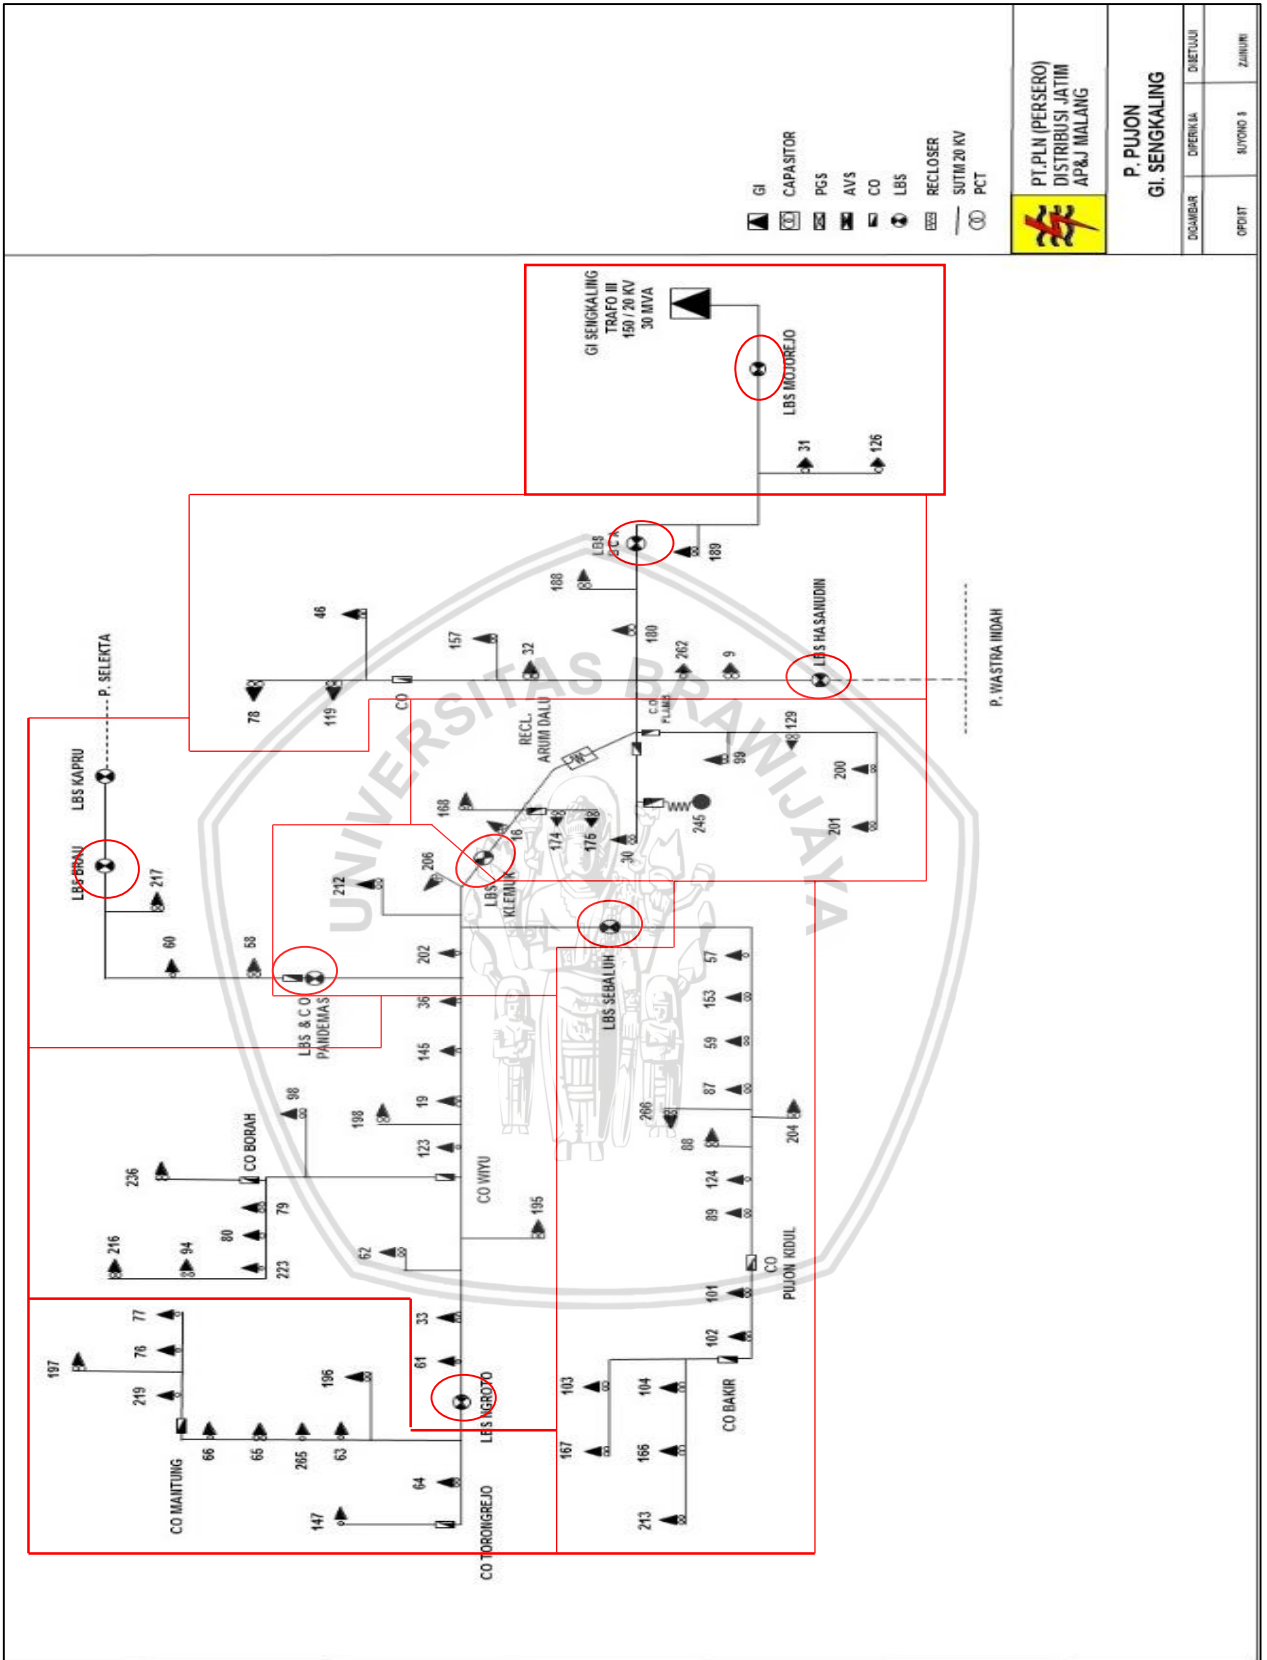 GI
CAPASITOR
PGS
AVS
CO
LBS
RECLOSER
SUTM 20 KV
PCT
PT.PLN (PERSERO)
DISTRIBUSI JATIM
AP&J MALANG
P. PUJON
GI. SENGKALING
DIGAMBAR
DIPERIKSA
DISETUJUI
OPDIST
SUYONO S
ZAINURI
GI SENGKALING
TRAFO III
150 / 20 KV
30 MVA
LBS MOJOREJO
31
126
LBS
BCA
189
188
180
46
157
32
262
9
LBS HASANUDIN
P. WASTRA INDAH
78
119
CO
P. SELEKTA
LBS KAPRU
LBS BRAU
217
60
58
RECL.
ARUM DALU
C.O
FLAMB
99
129
200
201
168
16
174
175
30
245
206
212
LBS
KLEMUK
202
LBS SEBALUH
LBS & C O
PANDEMAS
36
145
19
123
198
98
CO BORAH
236
79
80
223
216
94
CO WIYU
195
62
33
61
LBS NGROTO
57
153
59
87
266
88
204
124
89
CO
PUJON KIDUL
101
102
CO BAKIR
103
104
167
166
213
77
76
197
219
196
66
65
265
63
CO MANTUNG
64
147
CO TORONGREJO
UNIVERSITAS BRAWIJAYA